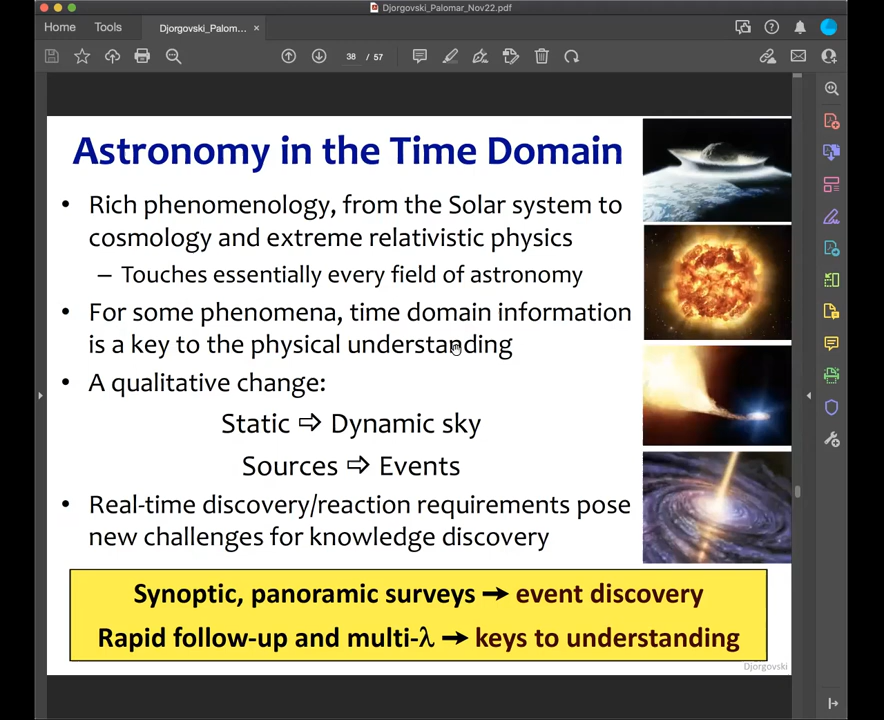 Djorgovski_Palomar_Nov22.pdf
Home
Tools
Djorgovski_Palom...
38 / 57
Astronomy in the Time Domain
• Rich phenomenology, from the Solar system to
cosmology and extreme relativistic physics
– Touches essentially every field of astronomy
• For some phenomena, time domain information
is a key to the physical understanding
• A qualitative change:
Static ⇨ Dynamic sky
Sources ⇨ Events
• Real-time discovery/reaction requirements pose
new challenges for knowledge discovery
Synoptic, panoramic surveys → event discovery
Rapid follow-up and multi-λ → keys to understanding
Djorgovski